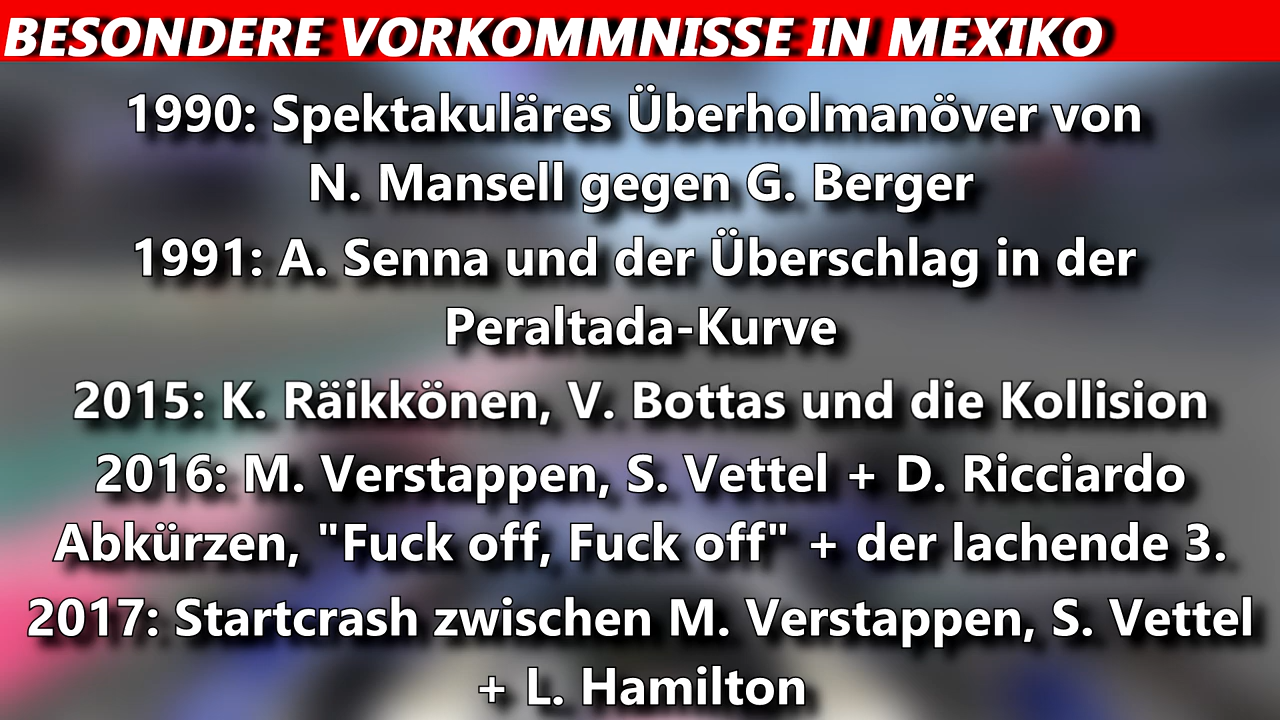 BESONDERE VORKOMMNISSE IN MEXIKO
1990: Spektakuläres Überholmanöver von
N. Mansell gegen G. Berger
1991: A. Senna und der Überschlag in der
Peraltada-Kurve
2015: K. Räikkönen, V. Bottas und die Kollision
2016: M. Verstappen, S. Vettel + D. Ricciardo
Abkürzen, "Fuck off, Fuck off" + der lachende 3.
2017: Startcrash zwischen M. Verstappen, S. Vettel
+ L. Hamilton